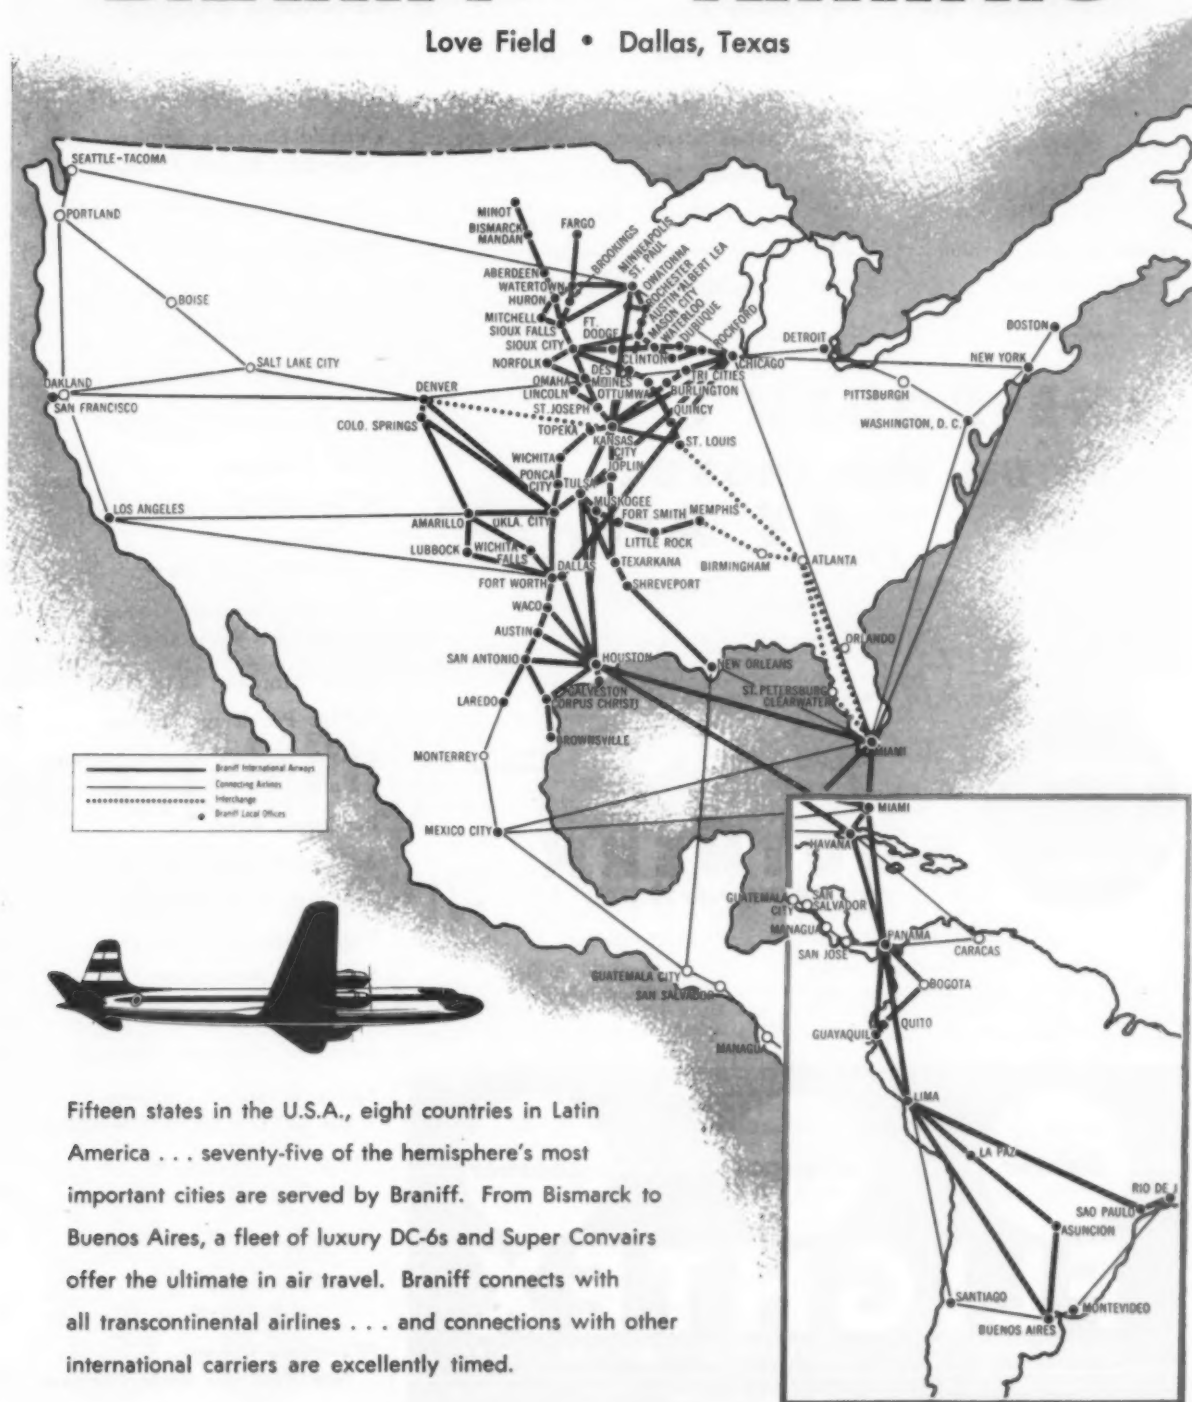 Love Field • Dallas, Texas
SEATTLE-TACOMA
PORTLAND
BOISE
SALT LAKE CITY
OAKLAND
SAN FRANCISCO
LOS ANGELES
DENVER
COLO. SPRINGS
MINOT
BISMARCK
MANDAN
FARGO
BROOKINGS
MINNEAPOLIS
ST. PAUL
OWATONNA
ROCHESTER
AUSTIN-ALBERT LEA
MASON CITY
WATERLOO
DUBUQUE
ROCKFORD
ABERDEEN
WATERTOWN
HURON
MITCHELL
SIOUX FALLS
SIOUX CITY
FT.
DODGE
NORFOLK
CLINTON
CHICAGO
DES
MOINES
TRI CITIES
OMAHA
LINCOLN
OTTUMWA
BURLINGTON
ST. JOSEPH
QUINCY
TOPEKA
KANSAS
CITY
ST. LOUIS
WICHITA
JOPLIN
PONCA
CITY
TULSA
MUSKOGEE
AMARILLO
OKLA. CITY
FORT SMITH
MEMPHIS
LITTLE ROCK
LUBBOCK
WICHITA
FALLS
BIRMINGHAM
ATLANTA
DALLAS
TEXARKANA
FORT WORTH
SHREVEPORT
WACO
AUSTIN
SAN ANTONIO
HOUSTON
NEW ORLEANS
ORLANDO
LAREDO
GALVESTON
CORPUS CHRISTI
ST. PETERSBURG
CLEARWATER
BROWNSVILLE
MIAMI
DETROIT
BOSTON
NEW YORK
PITTSBURGH
WASHINGTON, D. C.
MONTERREY
MEXICO CITY
GUATEMALA CITY
SAN SALVADOR
MANAGUA
Braniff International Airways
Connecting Airlines
Interchange
Braniff Local Offices
MIAMI
HAVANA
GUATEMALA
CITY
SAN
SALVADOR
MANAGUA
SAN JOSE
PANAMA
CARACAS
BOGOTA
QUITO
GUAYAQUIL
LIMA
LA PAZ
RIO DE J
SAO PAULO
ASUNCION
SANTIAGO
MONTEVIDEO
BUENOS AIRES
Fifteen states in the U.S.A., eight countries in Latin
America . . . seventy-five of the hemisphere's most
important cities are served by Braniff. From Bismarck to
Buenos Aires, a fleet of luxury DC-6s and Super Convairs
offer the ultimate in air travel. Braniff connects with
all transcontinental airlines . . . and connections with other
international carriers are excellently timed.